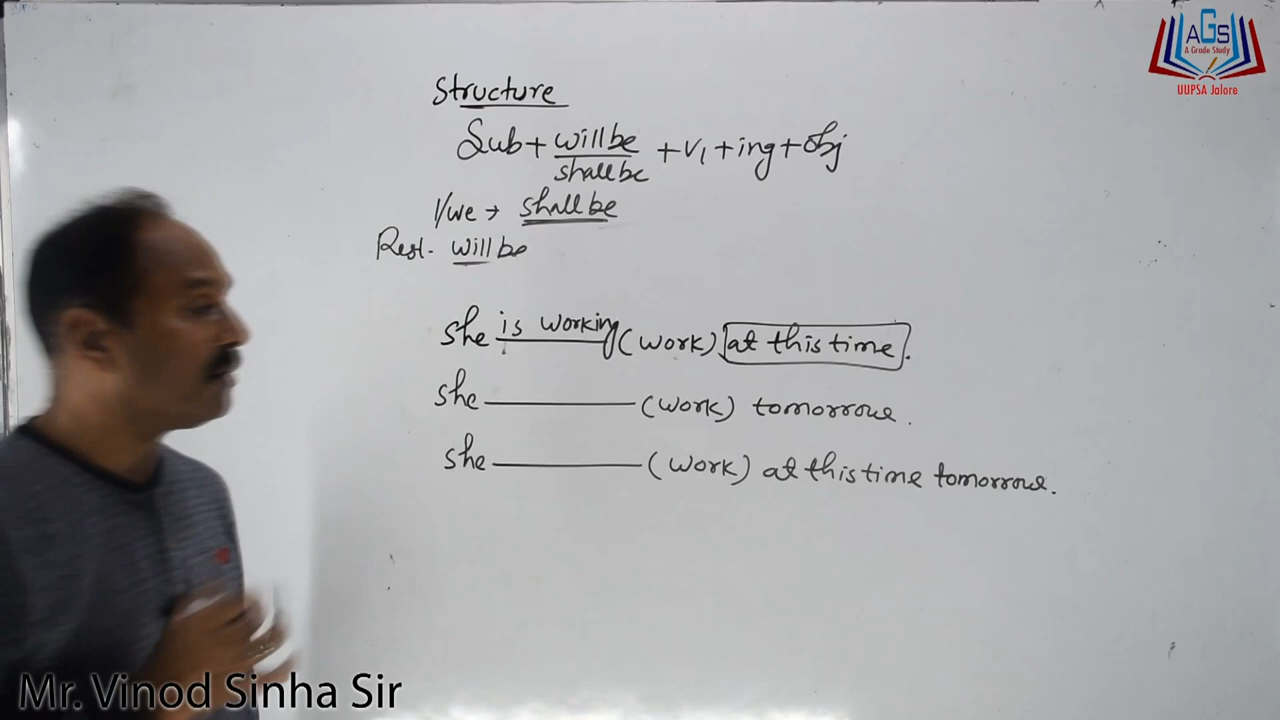 AGS
A Grade Study
UUPSA Jalore
Structure
Sub + will be / shall be + V1 + ing + obj
I/we → shall be
Rest. will be
she is working (work) at this time.
she ________ (work) tomorrow.
she ________ (work) at this time tomorrow.
Mr. Vinod Sinha Sir